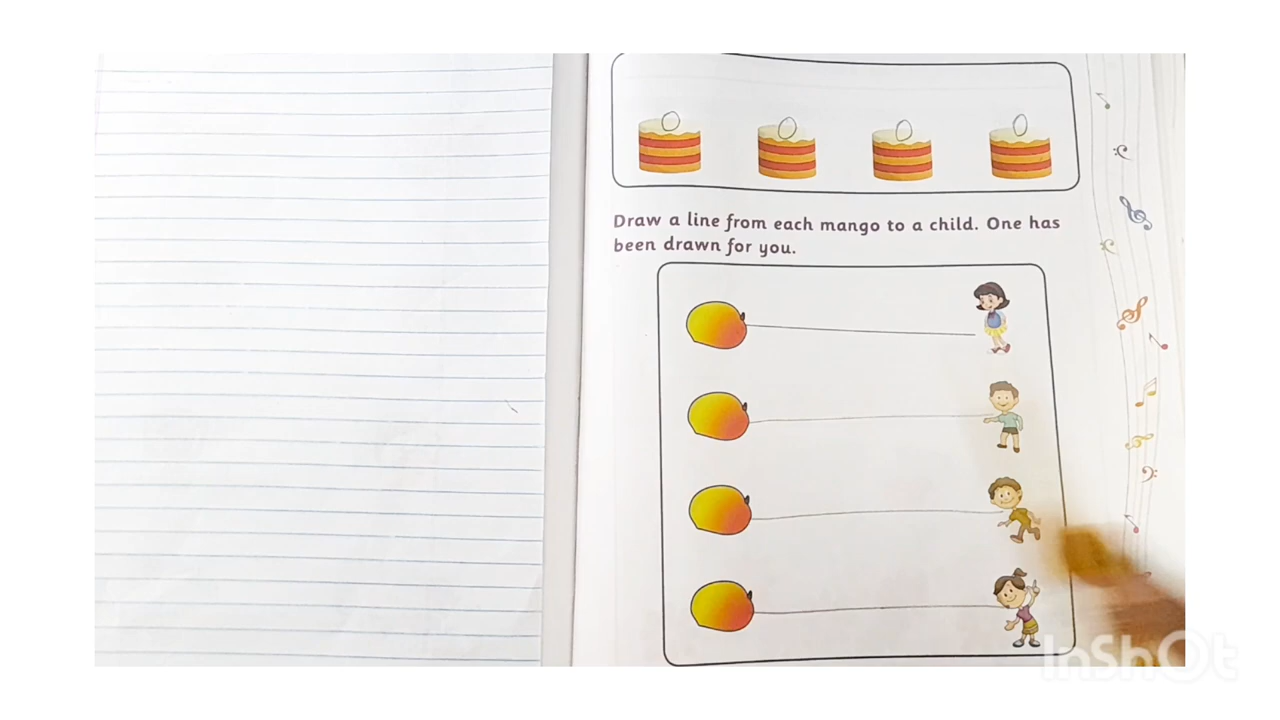 Draw a line from each mango to a child. One has
been drawn for you.
InShOt